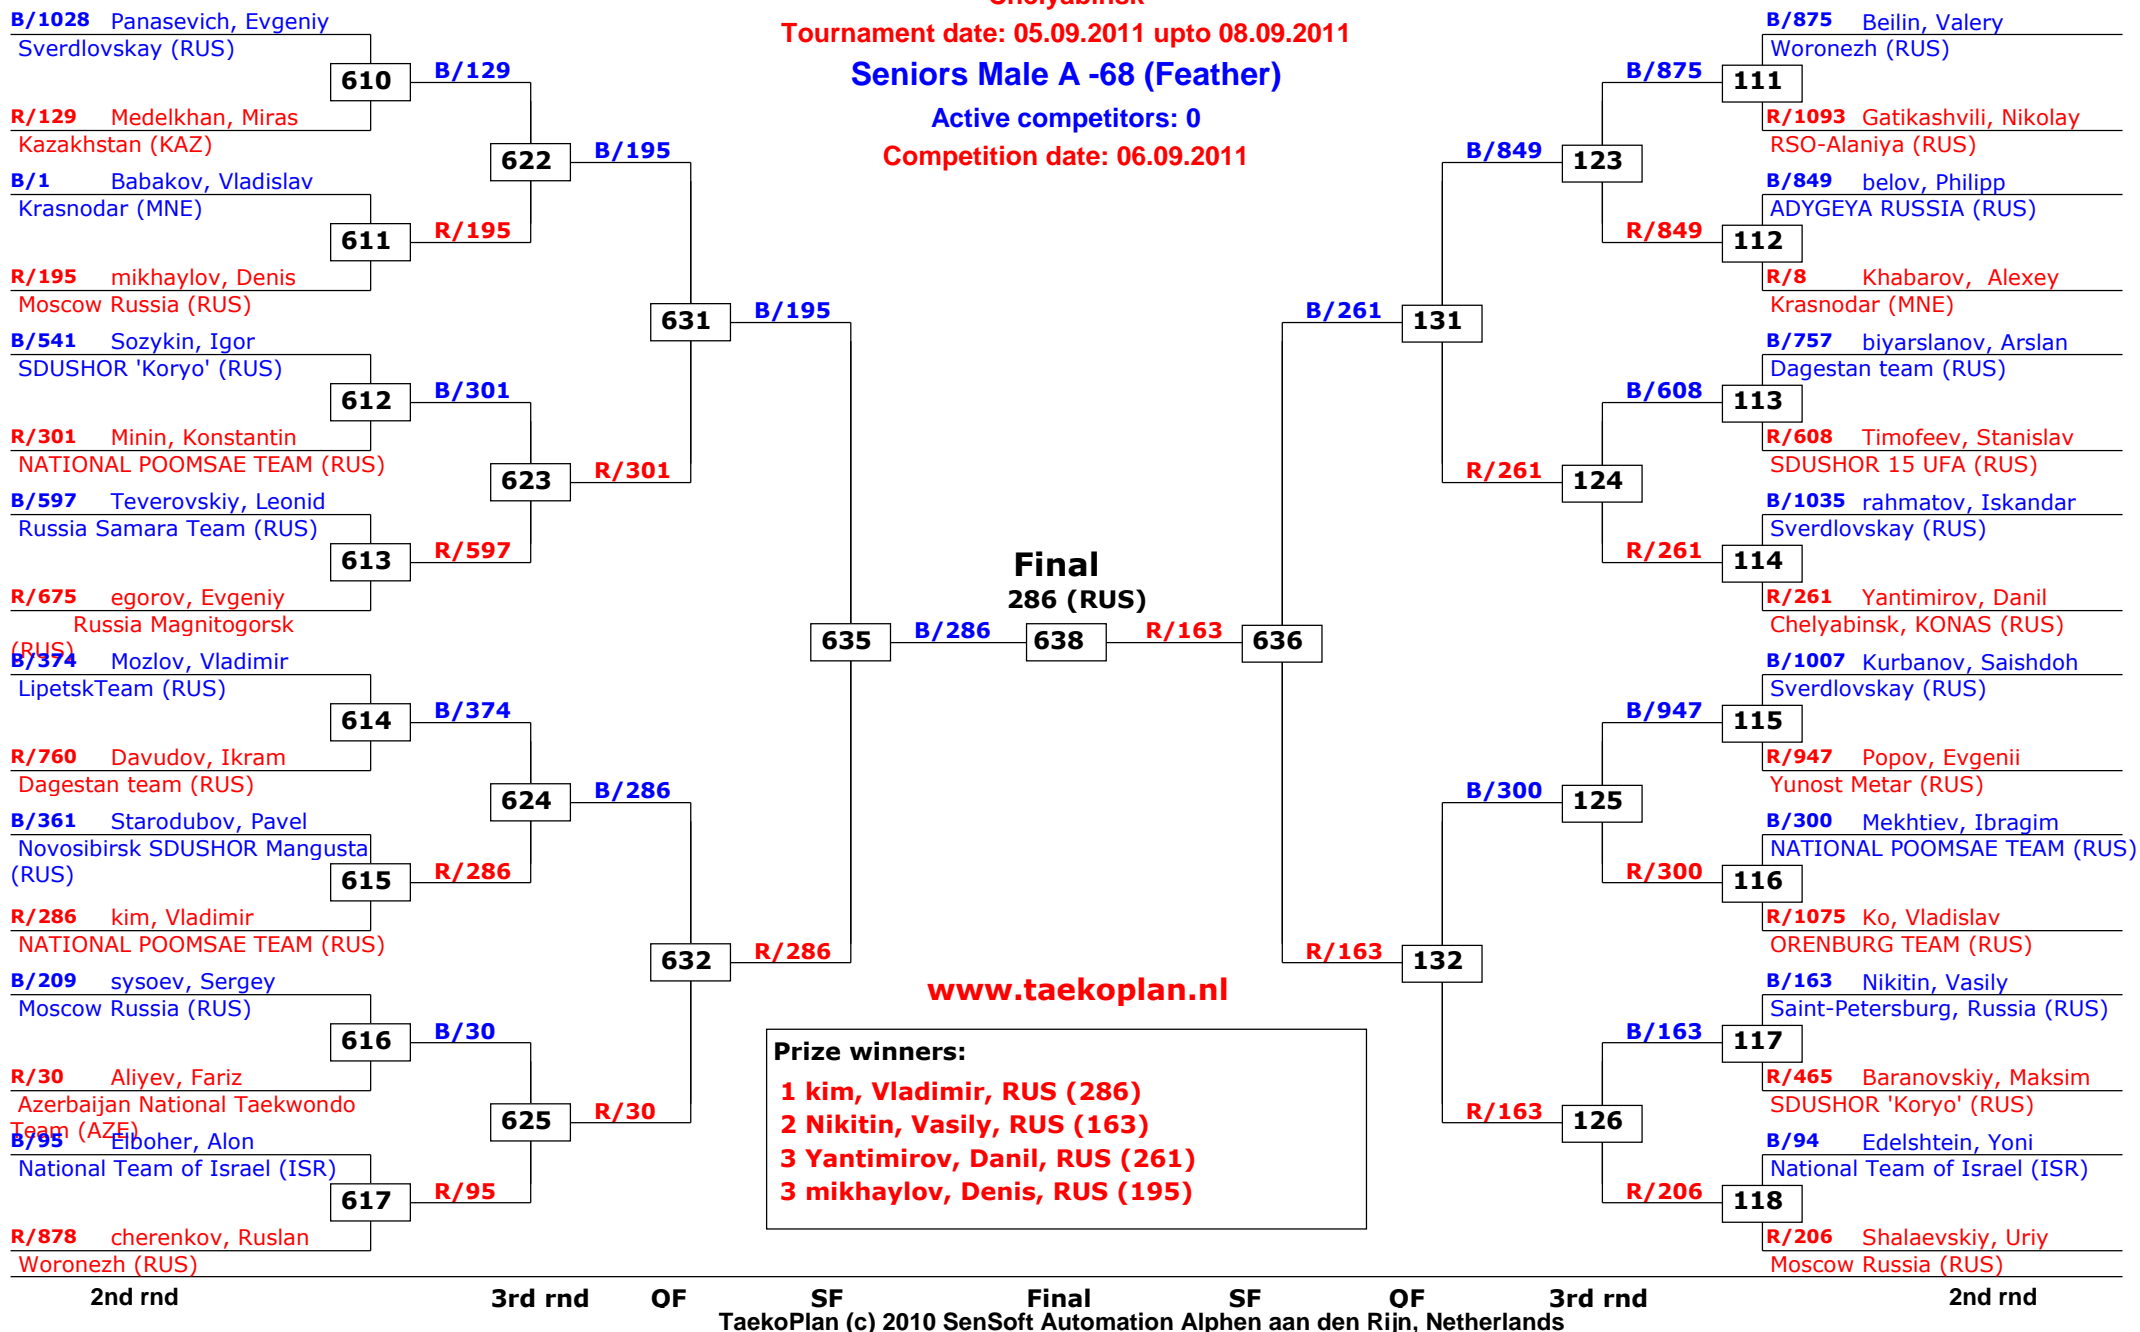 Chelyabinsk
Tournament date: 05.09.2011 upto 08.09.2011
Seniors Male A -68 (Feather)
Active competitors: 0
Competition date: 06.09.2011
B/1028 Panasevich, Evgeniy
Sverdlovskay (RUS)
610
B/129
R/129 Medelkhan, Miras
Kazakhstan (KAZ)
622
B/195
B/1 Babakov, Vladislav
Krasnodar (MNE)
611
R/195
R/195 mikhaylov, Denis
Moscow Russia (RUS)
631
B/195
B/541 Sozykin, Igor
SDUSHOR 'Koryo' (RUS)
612
B/301
R/301 Minin, Konstantin
NATIONAL POOMSAE TEAM (RUS)
623
R/301
B/597 Teverovskiy, Leonid
Russia Samara Team (RUS)
613
R/597
R/675 egorov, Evgeniy
Russia Magnitogorsk
(RUS)
635
B/286
B/374 Mozlov, Vladimir
LipetskTeam (RUS)
614
B/374
R/760 Davudov, Ikram
Dagestan team (RUS)
624
B/286
B/361 Starodubov, Pavel
Novosibirsk SDUSHOR Mangusta
(RUS)
615
R/286
R/286 kim, Vladimir
NATIONAL POOMSAE TEAM (RUS)
632
R/286
B/209 sysoev, Sergey
Moscow Russia (RUS)
616
B/30
R/30 Aliyev, Fariz
Azerbaijan National Taekwondo
Team (AZE)
625
R/30
B/95 Elboher, Alon
National Team of Israel (ISR)
617
R/95
R/878 cherenkov, Ruslan
Woronezh (RUS)
Final
286 (RUS)
638
R/163
636
B/875 Beilin, Valery
Woronezh (RUS)
B/875
111
R/1093 Gatikashvili, Nikolay
RSO-Alaniya (RUS)
B/849
123
B/849 belov, Philipp
ADYGEYA RUSSIA (RUS)
R/849
112
R/8 Khabarov, Alexey
Krasnodar (MNE)
B/261
131
B/757 biyarslanov, Arslan
Dagestan team (RUS)
B/608
113
R/608 Timofeev, Stanislav
SDUSHOR 15 UFA (RUS)
R/261
124
B/1035 rahmatov, Iskandar
Sverdlovskay (RUS)
R/261
114
R/261 Yantimirov, Danil
Chelyabinsk, KONAS (RUS)
B/1007 Kurbanov, Saishdoh
Sverdlovskay (RUS)
B/947
115
R/947 Popov, Evgenii
Yunost Metar (RUS)
B/300
125
B/300 Mekhtiev, Ibragim
NATIONAL POOMSAE TEAM (RUS)
R/300
116
R/1075 Ko, Vladislav
ORENBURG TEAM (RUS)
R/163
132
B/163 Nikitin, Vasily
Saint-Petersburg, Russia (RUS)
B/163
117
R/465 Baranovskiy, Maksim
SDUSHOR 'Koryo' (RUS)
R/163
126
B/94 Edelshtein, Yoni
National Team of Israel (ISR)
R/206
118
R/206 Shalaevskiy, Uriy
Moscow Russia (RUS)
www.taekoplan.nl
Prize winners:
1 kim, Vladimir, RUS (286)
2 Nikitin, Vasily, RUS (163)
3 Yantimirov, Danil, RUS (261)
3 mikhaylov, Denis, RUS (195)
2nd rnd 3rd rnd QF SF Final SF QF 3rd rnd 2nd rnd
TaekoPlan (c) 2010 SenSoft Automation Alphen aan den Rijn, Netherlands